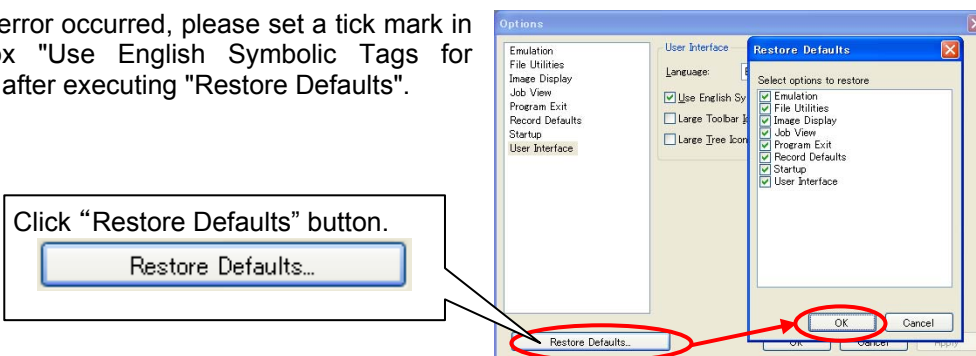 error occurred, please set a tick mark in
"Use English Symbolic Tags for
after executing "Restore Defaults".
Click “Restore Defaults” button.
Restore Defaults...
Options
Emulation
File Utilities
Image Display
Job View
Program Exit
Record Defaults
Startup
User Interface
Restore Defaults...
User Interface
Language:
Use English Sy
Large Toolbar
Large Tree Icon
Restore Defaults
Select options to restore
Emulation
File Utilities
Image Display
Job View
Program Exit
Record Defaults
Startup
User Interface
OK Cancel
OK Cancel Apply